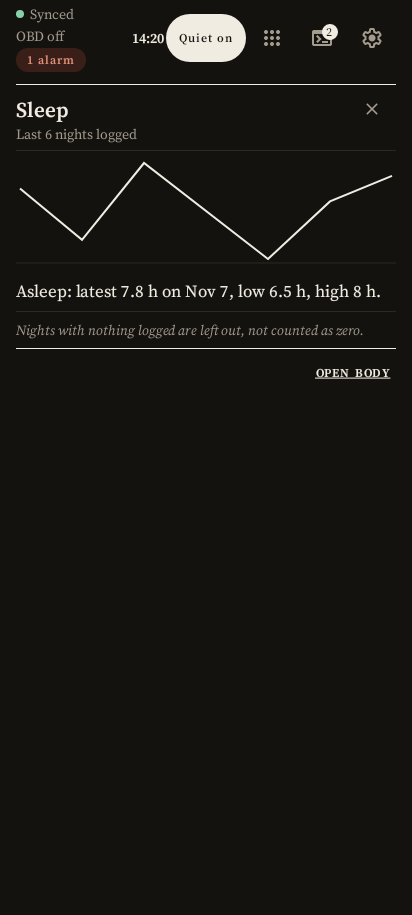 Synced
OBD off
1 alarm
14:20
Quiet on
2
Sleep
Last 6 nights logged
Asleep: latest 7.8 h on Nov 7, low 6.5 h, high 8 h.
Nights with nothing logged are left out, not counted as zero.
OPEN BODY